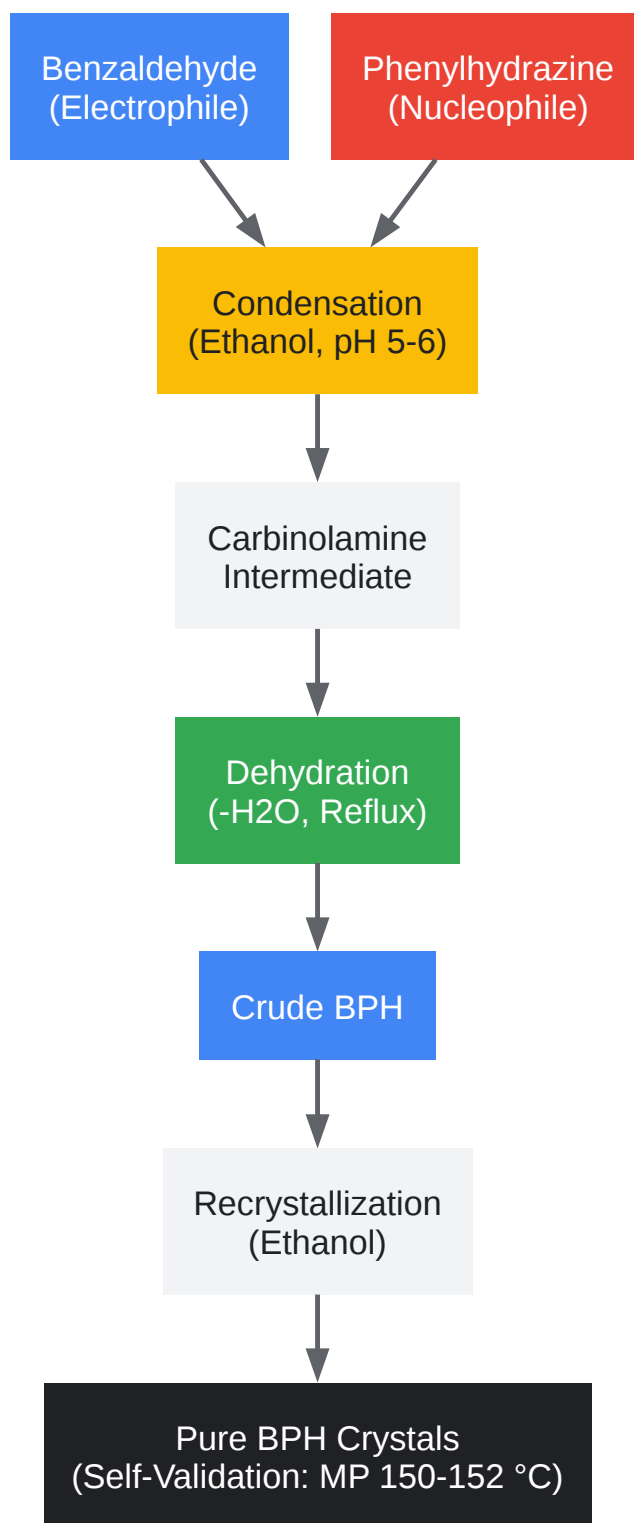 Benzaldehyde
(Electrophile)
Phenylhydrazine
(Nucleophile)
Condensation
(Ethanol, pH 5-6)
Carbinolamine
Intermediate
Dehydration
(-H2O, Reflux)
Crude BPH
Recrystallization
(Ethanol)
Pure BPH Crystals
(Self-Validation: MP 150-152 °C)